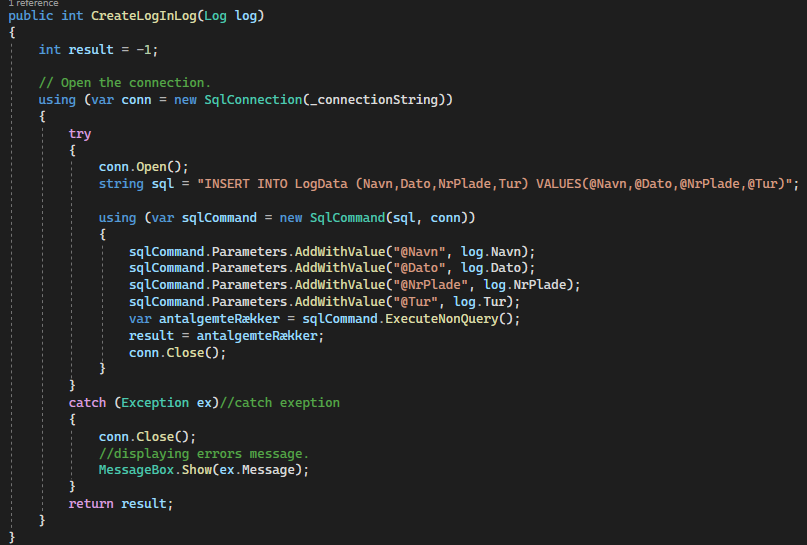 1 reference
public int CreateLogInLog(Log log)
{
int result = -1;
// Open the connection.
using (var conn = new SqlConnection(_connectionString))
{
try
{
conn.Open();
string sql = "INSERT INTO LogData (Navn,Dato,NrPlade,Tur) VALUES(@Navn,@Dato,@NrPlade,@Tur)";
using (var sqlCommand = new SqlCommand(sql, conn))
{
sqlCommand.Parameters.AddWithValue("@Navn", log.Navn);
sqlCommand.Parameters.AddWithValue("@Dato", log.Dato);
sqlCommand.Parameters.AddWithValue("@NrPlade", log.NrPlade);
sqlCommand.Parameters.AddWithValue("@Tur", log.Tur);
var antalgemteRækker = sqlCommand.ExecuteNonQuery();
result = antalgemteRækker;
conn.Close();
}
}
catch (Exception ex)//catch exeption
{
conn.Close();
//displaying errors message.
MessageBox.Show(ex.Message);
}
return result;
}
}